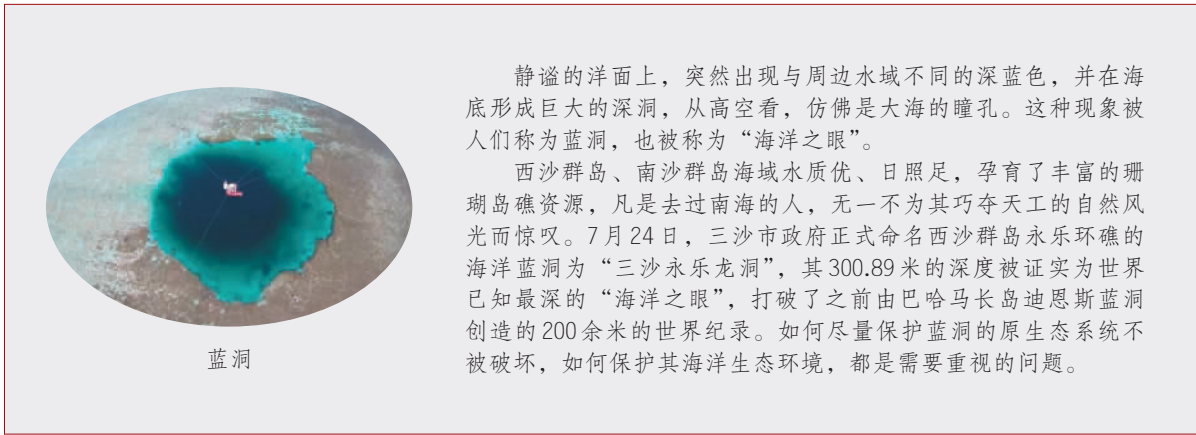 静谧的洋面上，突然出现与周边水域不同的深蓝色，并在海
底形成巨大的深洞，从高空看，仿佛是大海的瞳孔。这种现象被
人们称为蓝洞，也被称为“海洋之眼”。
西沙群岛、南沙群岛海域水质优、日照足，孕育了丰富的珊
瑚岛礁资源，凡是去过南海的人，无一不为其巧夺天工的自然风
光而惊叹。7月24日，三沙市政府正式命名西沙群岛永乐环礁的
海洋蓝洞为“三沙永乐龙洞”，其300.89米的深度被证实为世界
已知最深的“海洋之眼”，打破了之前由巴哈马长岛迪恩斯蓝洞
创造的200余米的世界纪录。如何尽量保护蓝洞的原生态系统不
被破坏，如何保护其海洋生态环境，都是需要重视的问题。
蓝洞